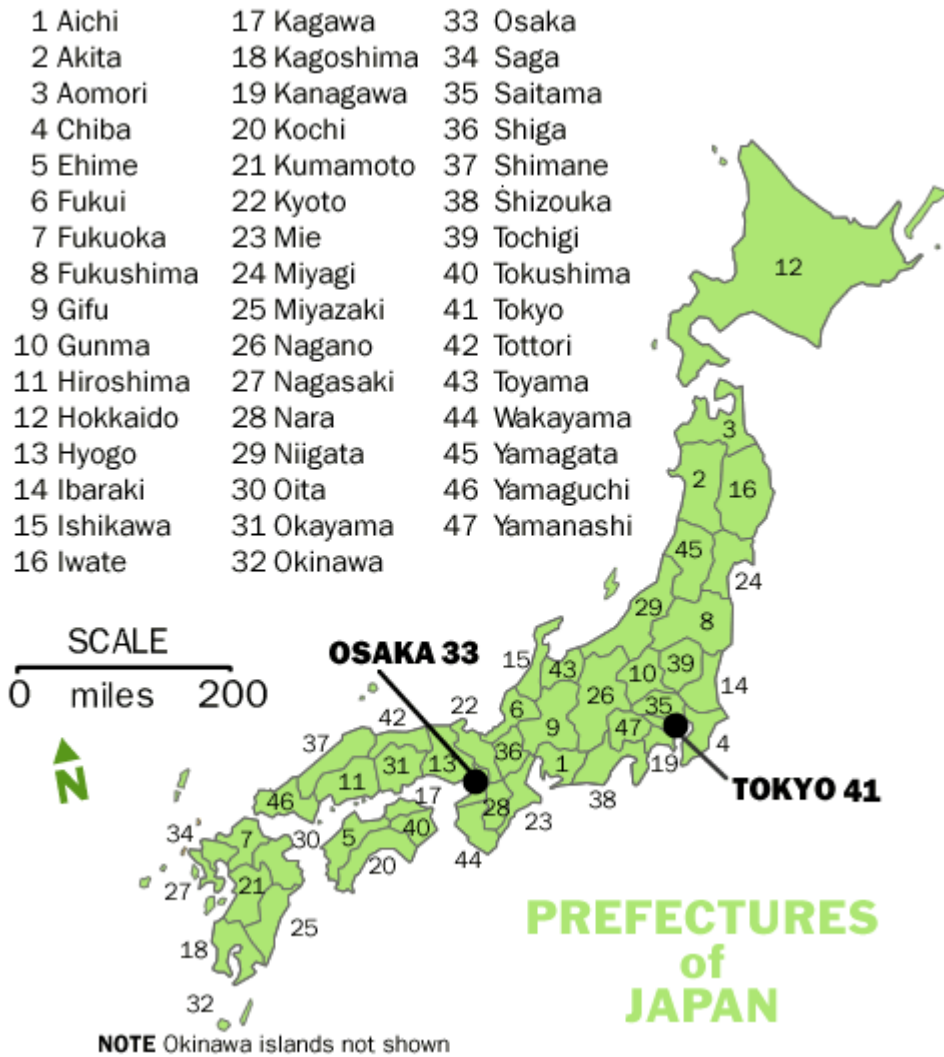 1 Aichi
2 Akita
3 Aomori
4 Chiba
5 Ehime
6 Fukui
7 Fukuoka
8 Fukushima
9 Gifu
10 Gunma
11 Hiroshima
12 Hokkaido
13 Hyogo
14 Ibaraki
15 Ishikawa
16 Iwate
17 Kagawa
18 Kagoshima
19 Kanagawa
20 Kochi
21 Kumamoto
22 Kyoto
23 Mie
24 Miyagi
25 Miyazaki
26 Nagano
27 Nagasaki
28 Nara
29 Niigata
30 Oita
31 Okayama
32 Okinawa
33 Osaka
34 Saga
35 Saitama
36 Shiga
37 Shimane
38 Shizouka
39 Tochigi
40 Tokushima
41 Tokyo
42 Tottori
43 Toyama
44 Wakayama
45 Yamagata
46 Yamaguchi
47 Yamanashi
12
3
2
16
45
24
29
8
SCALE
0 miles 200
OSAKA 33
15
43
10
39
14
26
35
6
9
47
22
42
36
4
37
13
31
1
19
TOKYO 41
11
38
46
17
28
23
34
7
30
5
40
20
44
27
21
25
18
32
N
PREFECTURES
of
JAPAN
NOTE Okinawa islands not shown